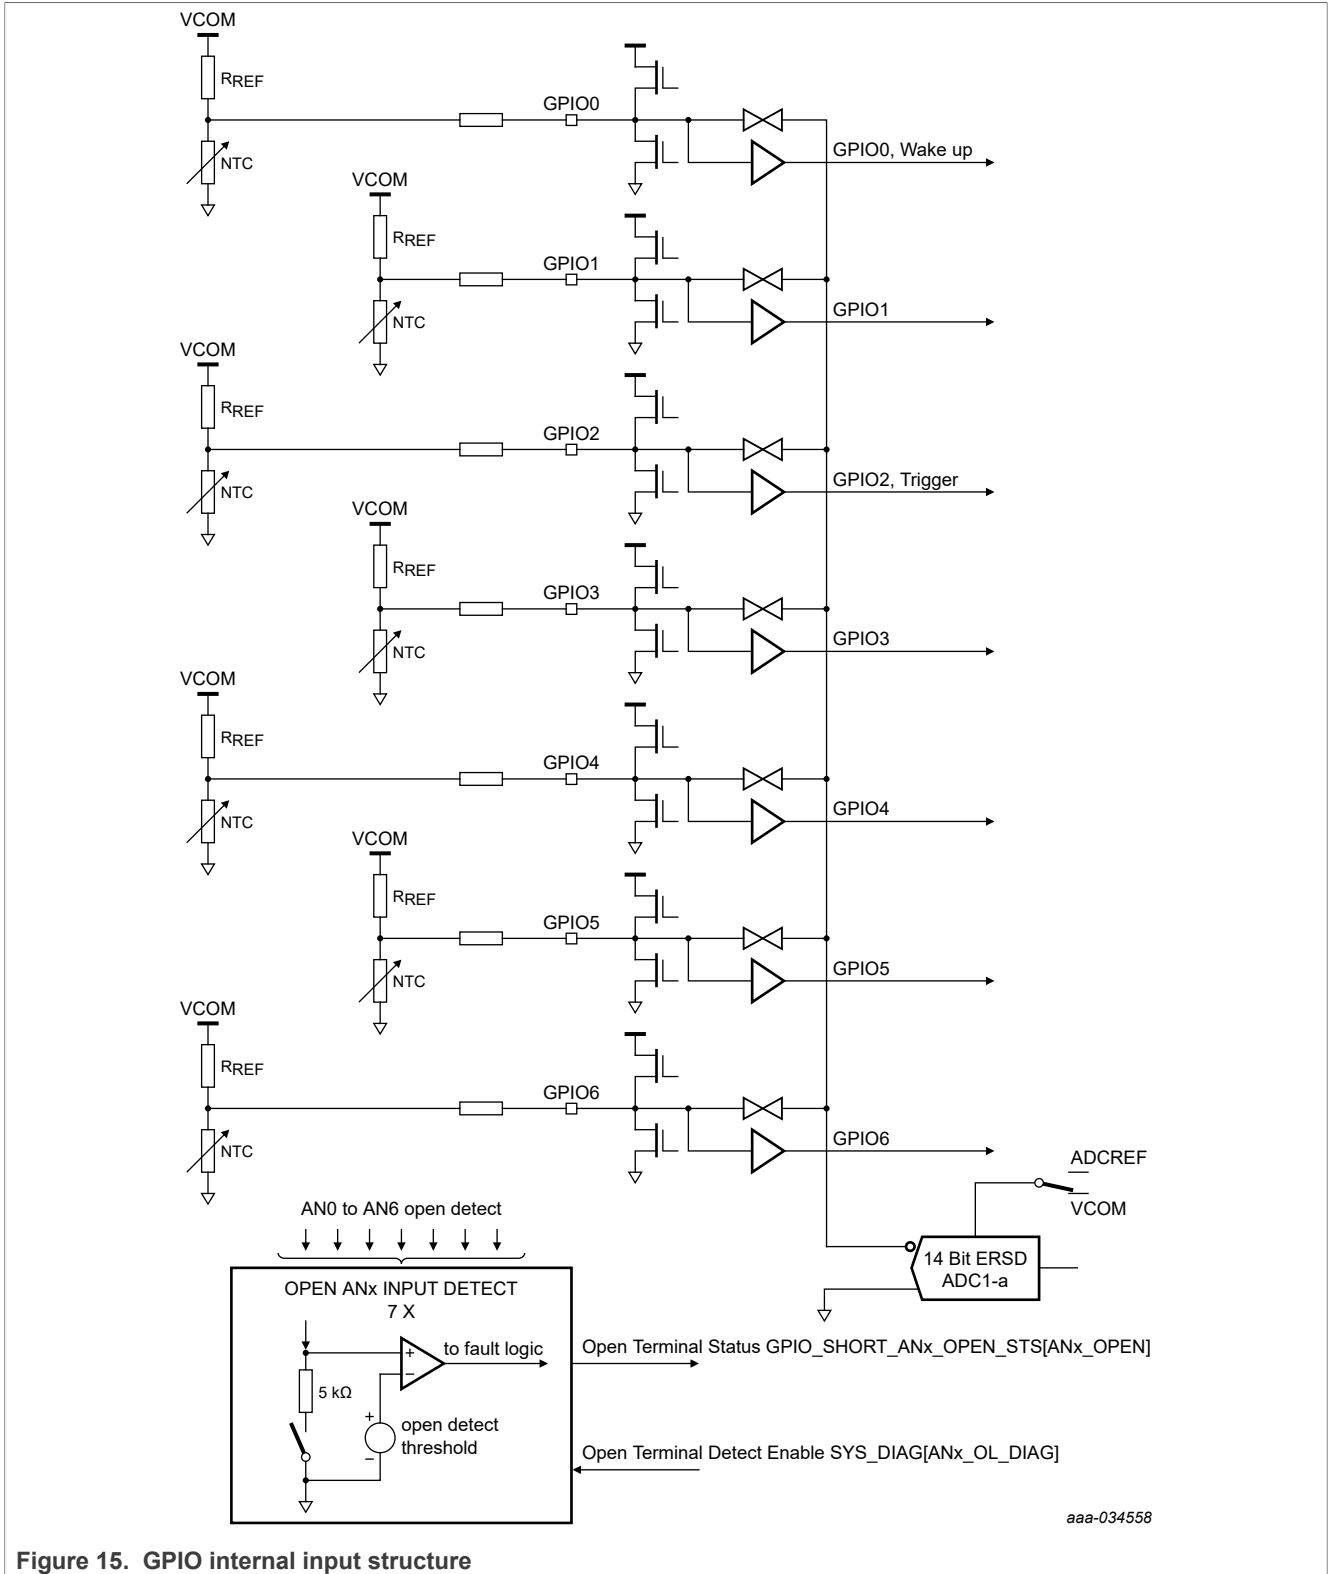 VCOM
RREF
GPIO0
NTC
GPIO0, Wake up
VCOM
RREF
GPIO1
NTC
GPIO1
VCOM
RREF
GPIO2
NTC
GPIO2, Trigger
VCOM
RREF
GPIO3
NTC
GPIO3
VCOM
RREF
GPIO4
NTC
GPIO4
VCOM
RREF
GPIO5
NTC
GPIO5
VCOM
RREF
GPIO6
NTC
GPIO6
ADCREF
VCOM
14 Bit ERSD
ADC1-a
AN0 to AN6 open detect
OPEN ANx INPUT DETECT
7 X
to fault logic
+
−
5 kΩ
+
−
open detect
threshold
Open Terminal Status GPIO_SHORT_ANx_OPEN_STS[ANx_OPEN]
Open Terminal Detect Enable SYS_DIAG[ANx_OL_DIAG]
aaa-034558
Figure 15. GPIO internal input structure